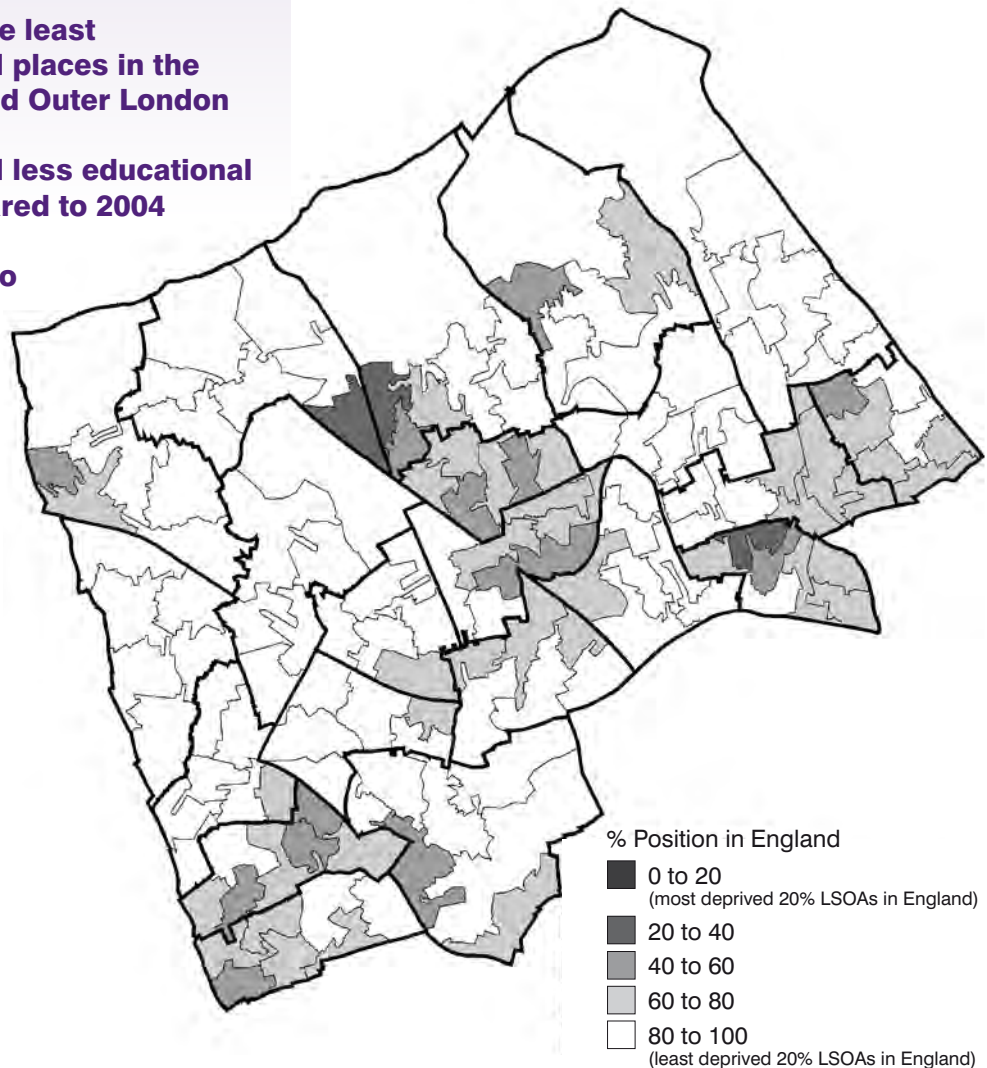 e least
l places in the
d Outer London
l less educational
ared to 2004
o
% Position in England
0 to 20
(most deprived 20% LSOAs in England)
20 to 40
40 to 60
60 to 80
80 to 100
(least deprived 20% LSOAs in England)